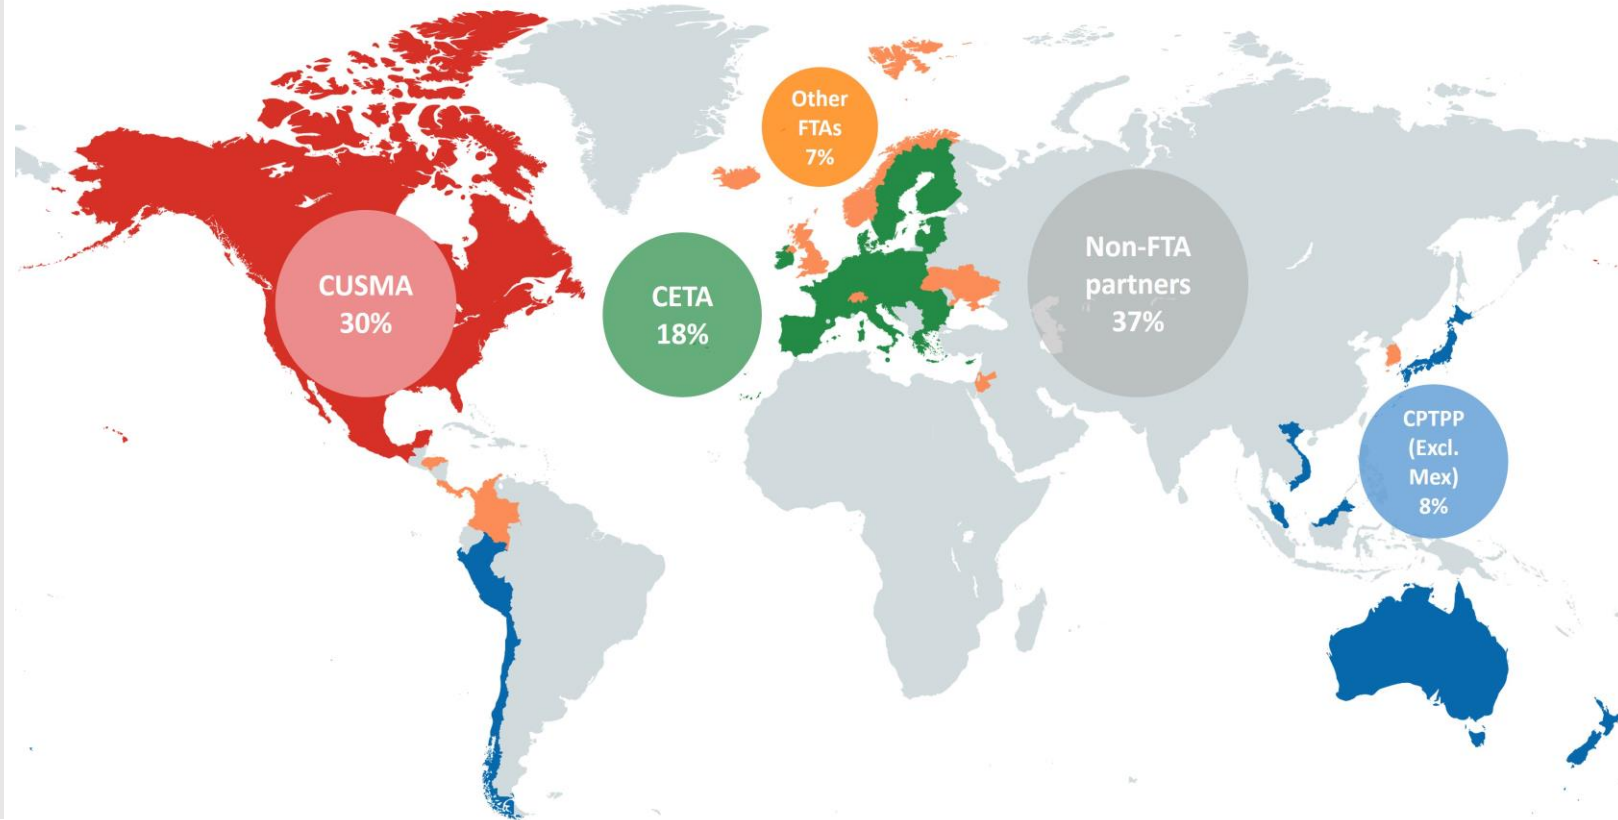 Other
FTAs
7%
CUSMA
30%
CETA
18%
Non-FTA
partners
37%
CPTPP
(Excl.
Mex)
8%